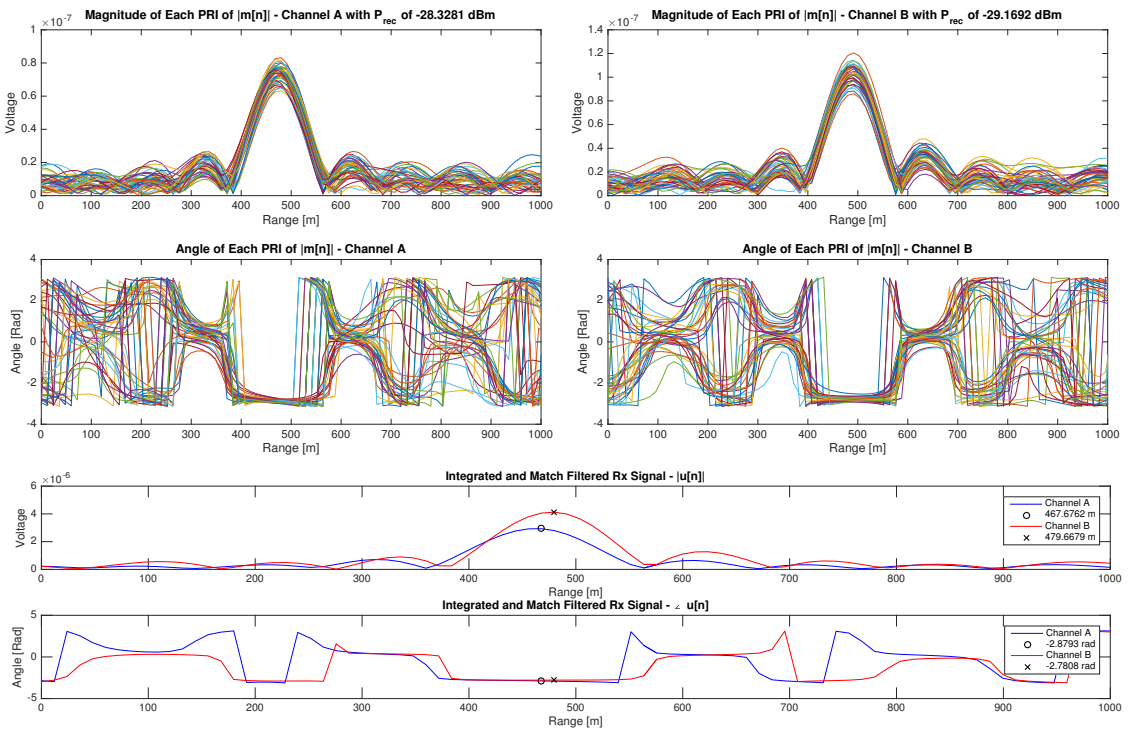 Magnitude of Each PRI of |m[n]| - Channel A with P_rec of -28.3281 dBm
×10^-7
Voltage
1
0.8
0.6
0.4
0.2
0
0 100 200 300 400 500 600 700 800 900 1000
Range [m]
Magnitude of Each PRI of |m[n]| - Channel B with P_rec of -29.1692 dBm
×10^-7
Voltage
1.4
1.2
1
0.8
0.6
0.4
0.2
0
0 100 200 300 400 500 600 700 800 900 1000
Range [m]
Angle of Each PRI of |m[n]| - Channel A
Angle [Rad]
4
2
0
-2
-4
0 100 200 300 400 500 600 700 800 900 1000
Range [m]
Angle of Each PRI of |m[n]| - Channel B
Angle [Rad]
4
2
0
-2
-4
0 100 200 300 400 500 600 700 800 900 1000
Range [m]
Integrated and Match Filtered Rx Signal - |u[n]|
×10^-6
Voltage
6
4
2
0
0 100 200 300 400 500 600 700 800 900 1000
Range [m]
Channel A
467.6762 m
Channel B
479.6679 m
Integrated and Match Filtered Rx Signal - ∠ u[n]
Angle [Rad]
5
0
-5
0 100 200 300 400 500 600 700 800 900 1000
Range [m]
Channel A
-2.8793 rad
Channel B
-2.7808 rad